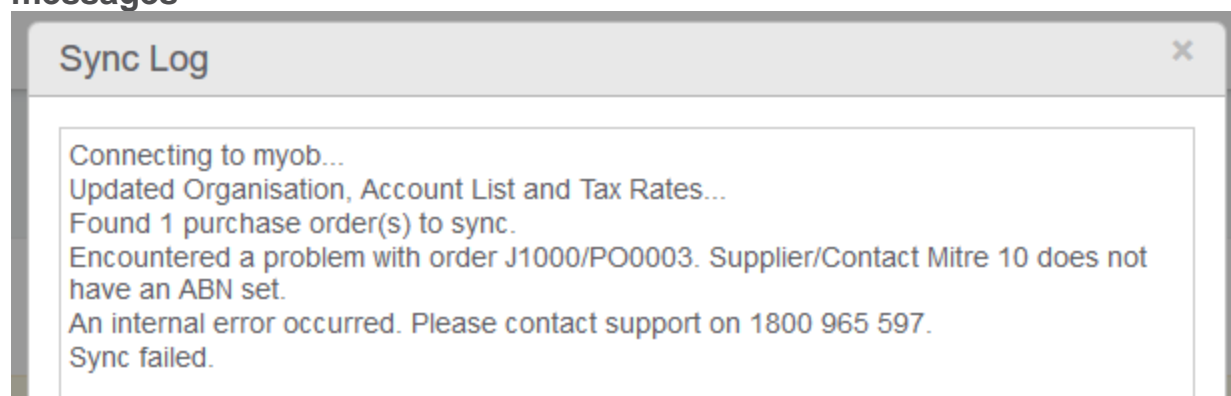 messages
Sync Log
Connecting to myob...
Updated Organisation, Account List and Tax Rates...
Found 1 purchase order(s) to sync.
Encountered a problem with order J1000/PO0003. Supplier/Contact Mitre 10 does not
have an ABN set.
An internal error occurred. Please contact support on 1800 965 597.
Sync failed.